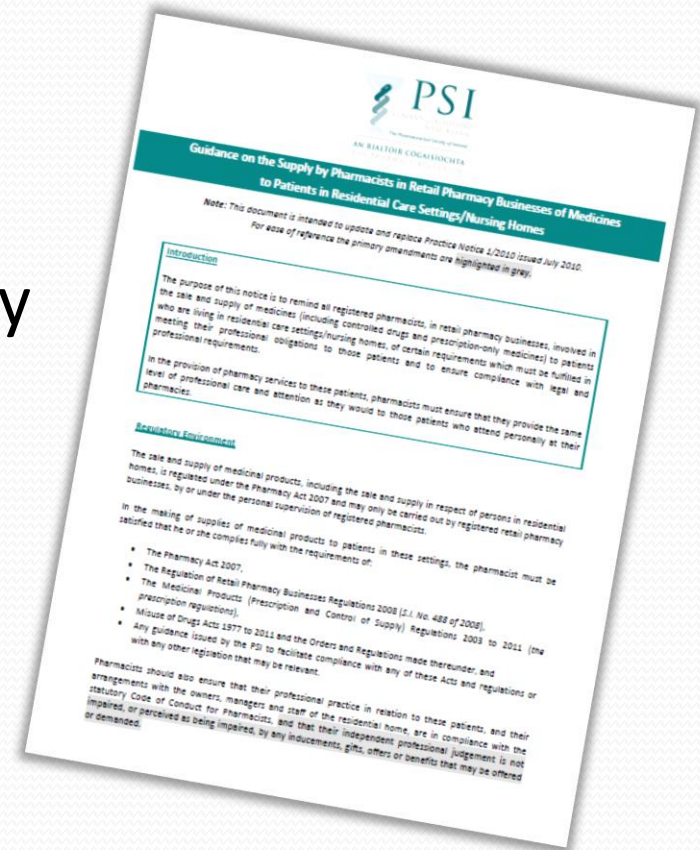 y
PSI
AN RIALTÓIR COGAISÍOCHTA
Guidance on the Supply by Pharmacists in Retail Pharmacy Businesses of Medicines
to Patients in Residential Care Settings/Nursing Homes
Note: This document is intended to update and replace Practice Notice 1/2010 issued July 2010.
For ease of reference the primary amendments are highlighted in grey.
Introduction
The purpose of this notice is to remind all registered pharmacists, in retail pharmacy businesses, involved in
the sale and supply of medicines (including controlled drugs and prescription-only medicines) to patients
who are living in residential care settings/nursing homes, of certain requirements which must be fulfilled in
meeting their professional obligations to those patients and to ensure compliance with legal and
professional requirements.
In the provision of pharmacy services to these patients, pharmacists must ensure that they provide the same
level of professional care and attention as they would to those patients who attend personally at their
pharmacies.
Regulatory Environment
The sale and supply of medicinal products, including the sale and supply in respect of persons in residential
homes, is regulated under the Pharmacy Act 2007 and may only be carried out by registered retail pharmacy
businesses, by or under the personal supervision of registered pharmacists.
In the making of supplies of medicinal products to patients in these settings, the pharmacist must be
satisfied that he or she complies fully with the requirements of:
• The Pharmacy Act 2007,
• The Regulation of Retail Pharmacy Businesses Regulations 2008 (S.I. No. 488 of 2008),
• The Medicinal Products (Prescription and Control of Supply) Regulations 2003 to 2011 (the
prescription regulations),
• Misuse of Drugs Acts 1977 to 2011 and the Orders and Regulations made thereunder, and
• Any guidance issued by the PSI to facilitate compliance with any of these Acts and regulations or
with any other legislation that may be relevant.
Pharmacists should also ensure that their professional practice in relation to these patients, and their
arrangements with the owners, managers and staff of the residential home, are in compliance with the
statutory Code of Conduct for Pharmacists, and that their independent professional judgement is not
impaired, or perceived as being impaired, by any inducements, gifts, offers or benefits that may be offered
or demanded.